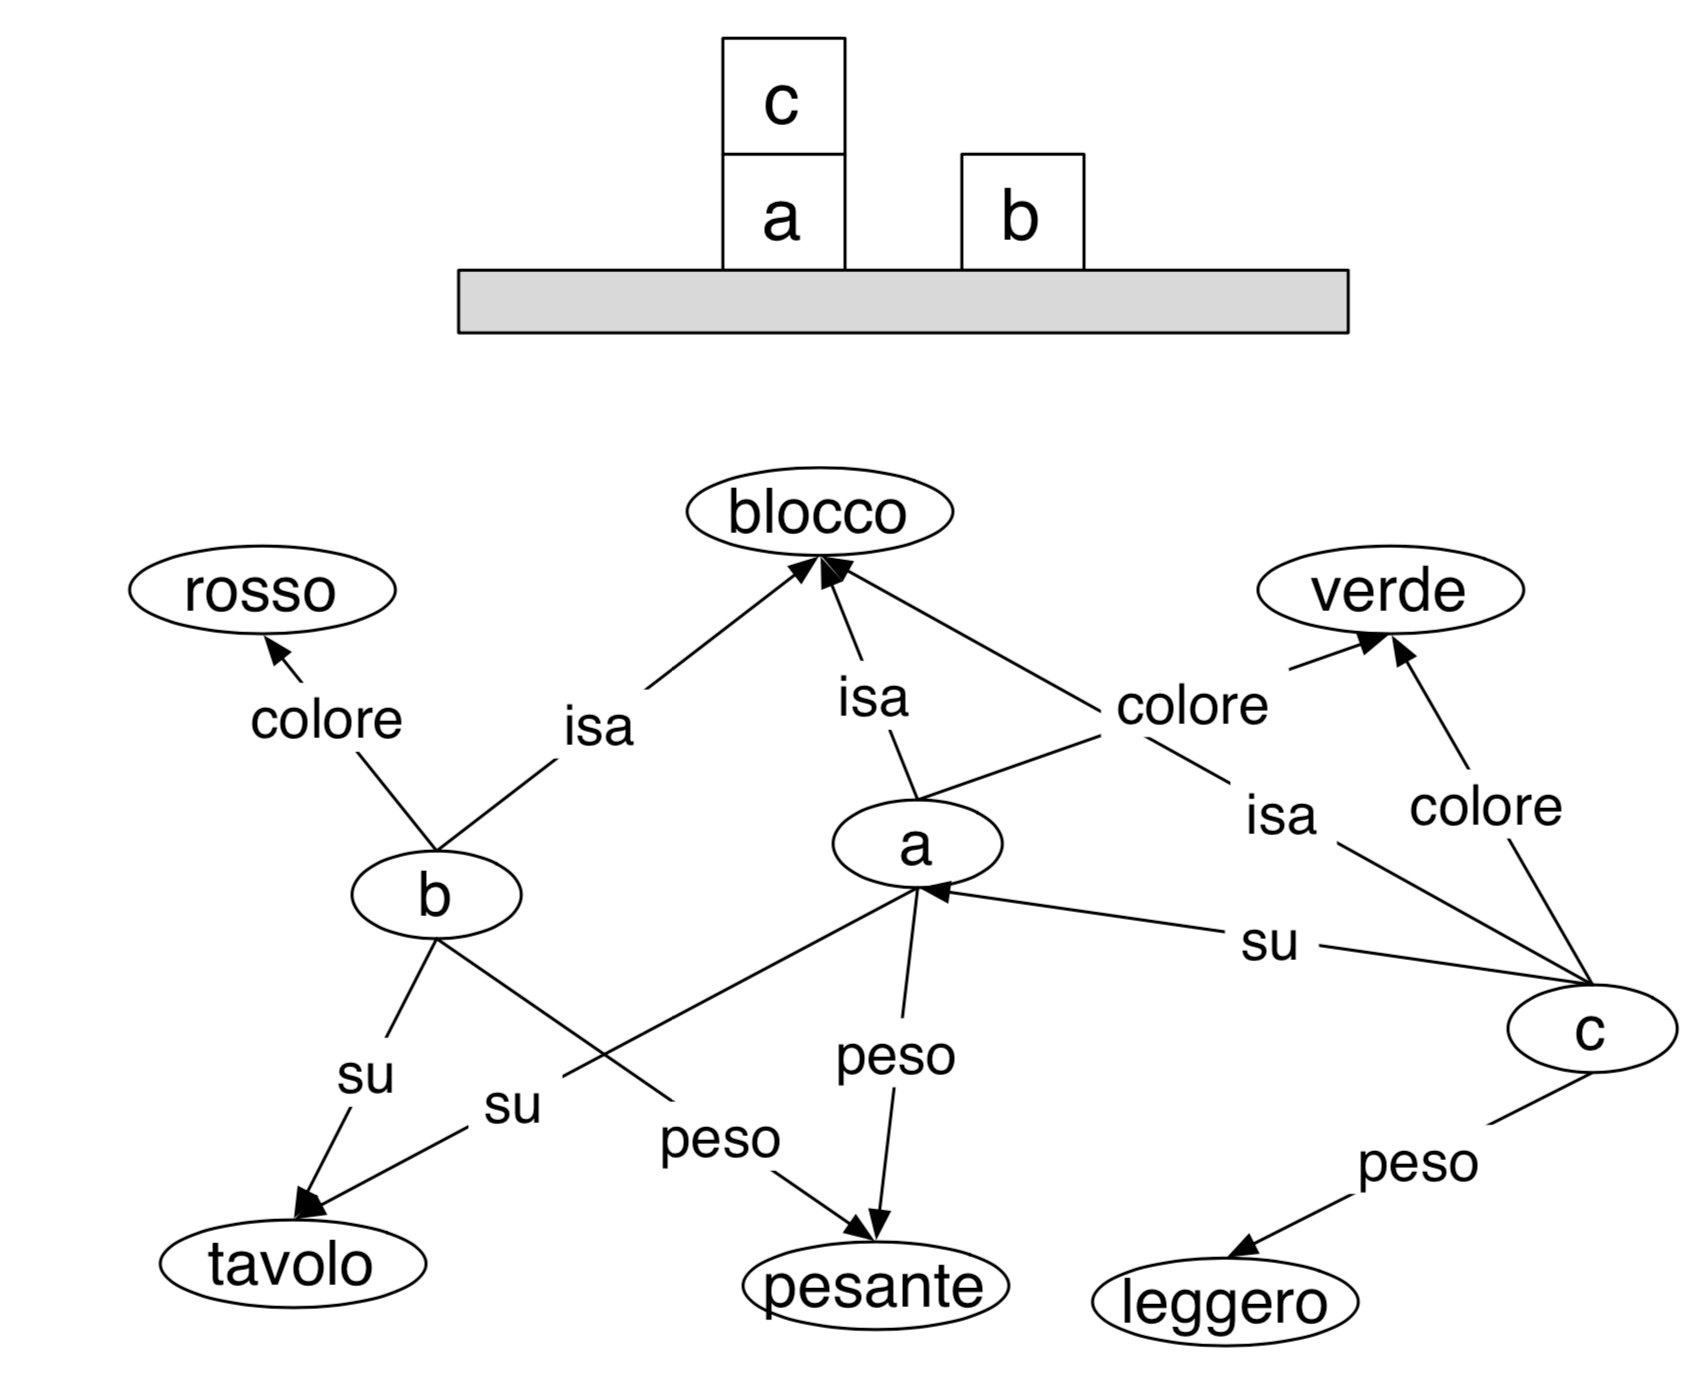 c
a
b
blocco
rosso
verde
isa
colore
colore
isa
isa
colore
a
b
su
c
peso
su
su
peso
peso
tavolo
pesante
leggero